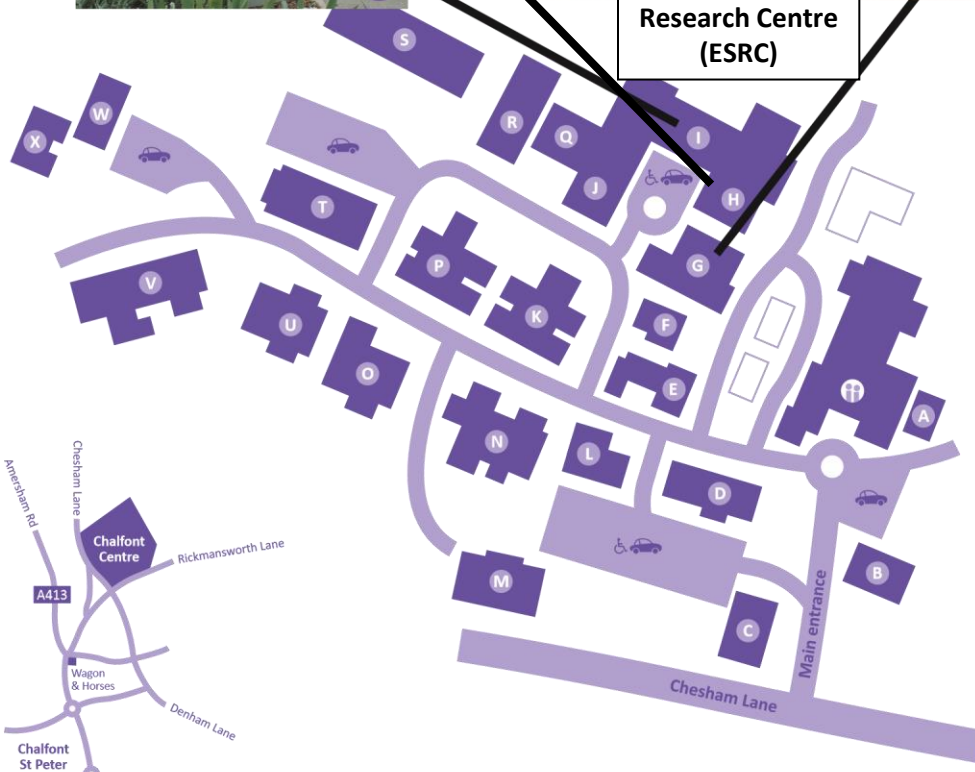 Research Centre
(ESRC)
S
W
X
R
Q
I
J
H
T
P
G
V
K
U
F
O
E
A
N
L
D
M
B
C
Main entrance
Chesham Lane
Amersham Rd
Chesham Lane
Chalfont
Centre
Rickmansworth Lane
A413
Wagon
& Horses
Denham Lane
Chalfont
St Peter